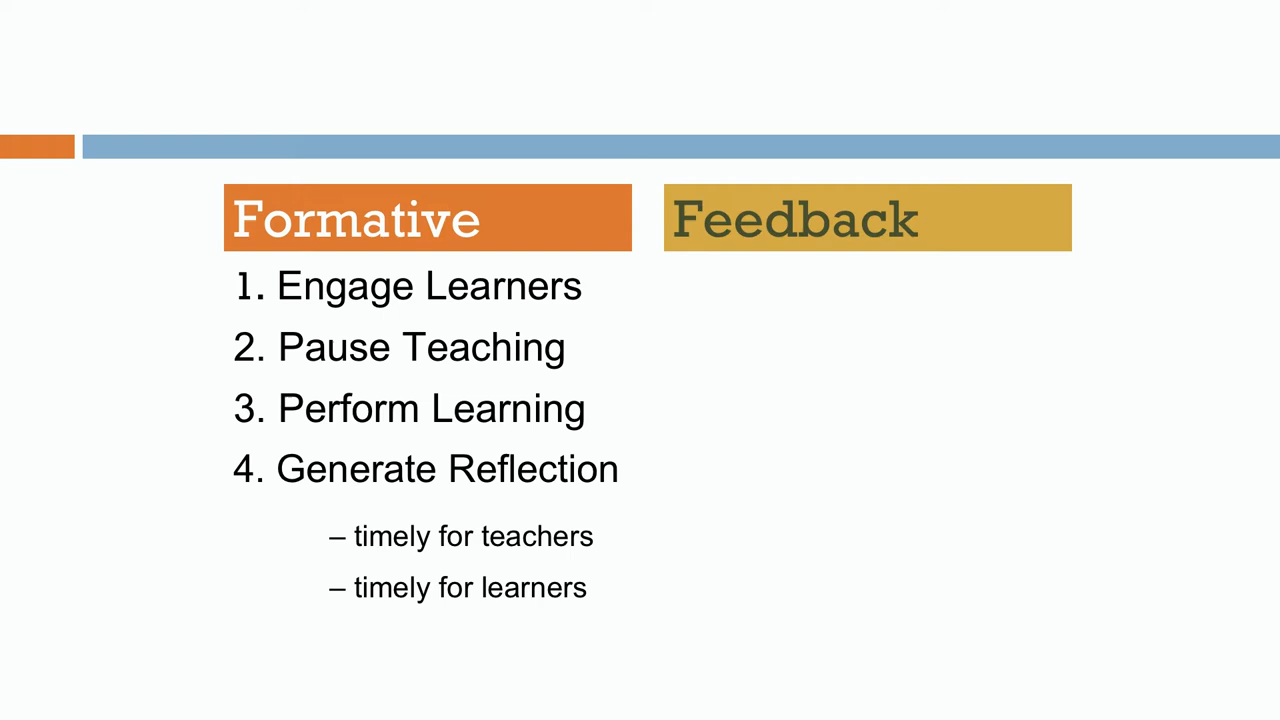 Formative
Feedback
1. Engage Learners
2. Pause Teaching
3. Perform Learning
4. Generate Reflection
– timely for teachers
– timely for learners